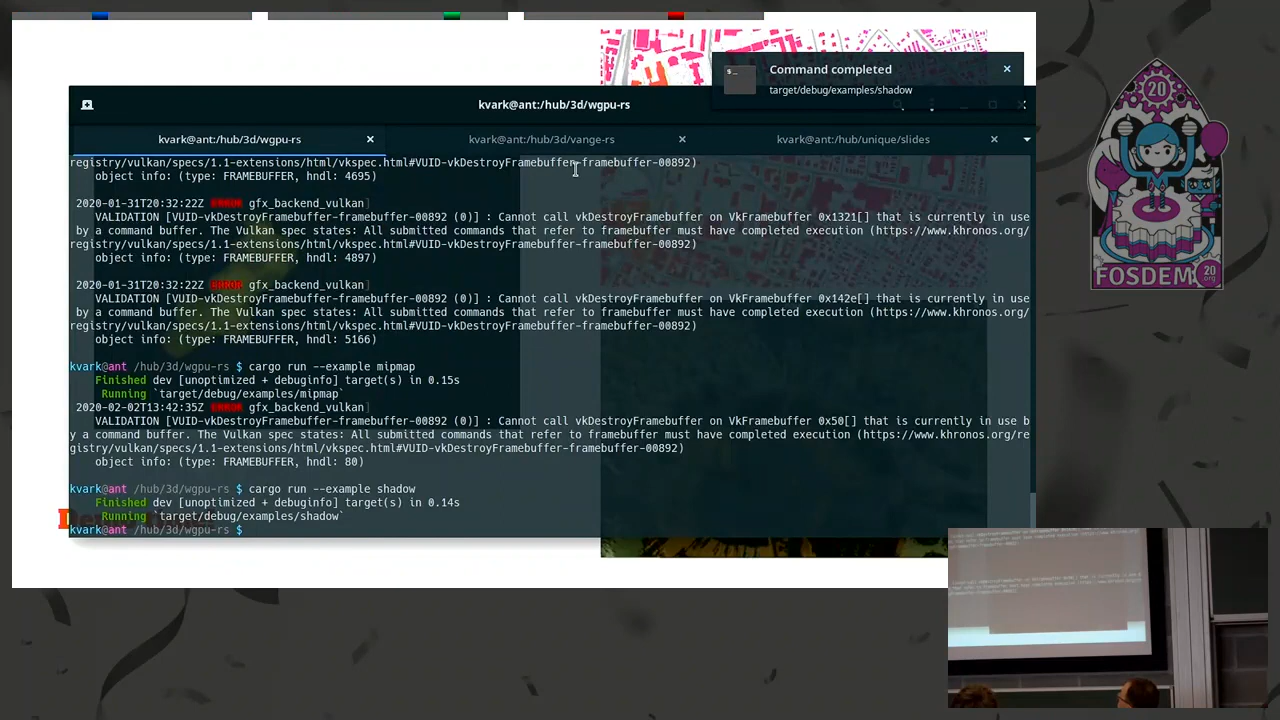 Command completed
target/debug/examples/shadow
kvark@ant:/hub/3d/wgpu-rs
kvark@ant:/hub/3d/wgpu-rs
kvark@ant:/hub/3d/vange-rs
kvark@ant:/hub/unique/slides
registry/vulkan/specs/1.1-extensions/html/vkspec.html#VUID-vkDestroyFramebuffer-framebuffer-00892)
object info: (type: FRAMEBUFFER, hndl: 4695)
2020-01-31T20:32:22Z ERROR gfx_backend_vulkan]
VALIDATION [VUID-vkDestroyFramebuffer-framebuffer-00892 (0)] : Cannot call vkDestroyFramebuffer on VkFramebuffer 0x1321[] that is currently in use
by a command buffer. The Vulkan spec states: All submitted commands that refer to framebuffer must have completed execution (https://www.khronos.org/
registry/vulkan/specs/1.1-extensions/html/vkspec.html#VUID-vkDestroyFramebuffer-framebuffer-00892)
object info: (type: FRAMEBUFFER, hndl: 4897)
2020-01-31T20:32:22Z ERROR gfx_backend_vulkan]
VALIDATION [VUID-vkDestroyFramebuffer-framebuffer-00892 (0)] : Cannot call vkDestroyFramebuffer on VkFramebuffer 0x142e[] that is currently in use
by a command buffer. The Vulkan spec states: All submitted commands that refer to framebuffer must have completed execution (https://www.khronos.org/
registry/vulkan/specs/1.1-extensions/html/vkspec.html#VUID-vkDestroyFramebuffer-framebuffer-00892)
object info: (type: FRAMEBUFFER, hndl: 5166)
kvark@ant /hub/3d/wgpu-rs $ cargo run --example mipmap
Finished dev [unoptimized + debuginfo] target(s) in 0.15s
Running `target/debug/examples/mipmap`
2020-02-02T13:42:35Z ERROR gfx_backend_vulkan]
VALIDATION [VUID-vkDestroyFramebuffer-framebuffer-00892 (0)] : Cannot call vkDestroyFramebuffer on VkFramebuffer 0x50[] that is currently in use b
y a command buffer. The Vulkan spec states: All submitted commands that refer to framebuffer must have completed execution (https://www.khronos.org/re
gistry/vulkan/specs/1.1-extensions/html/vkspec.html#VUID-vkDestroyFramebuffer-framebuffer-00892)
object info: (type: FRAMEBUFFER, hndl: 80)
kvark@ant /hub/3d/wgpu-rs $ cargo run --example shadow
Finished dev [unoptimized + debuginfo] target(s) in 0.14s
Running `target/debug/examples/shadow`
kvark@ant /hub/3d/wgpu-rs $
20
FOSDEM
20
.org